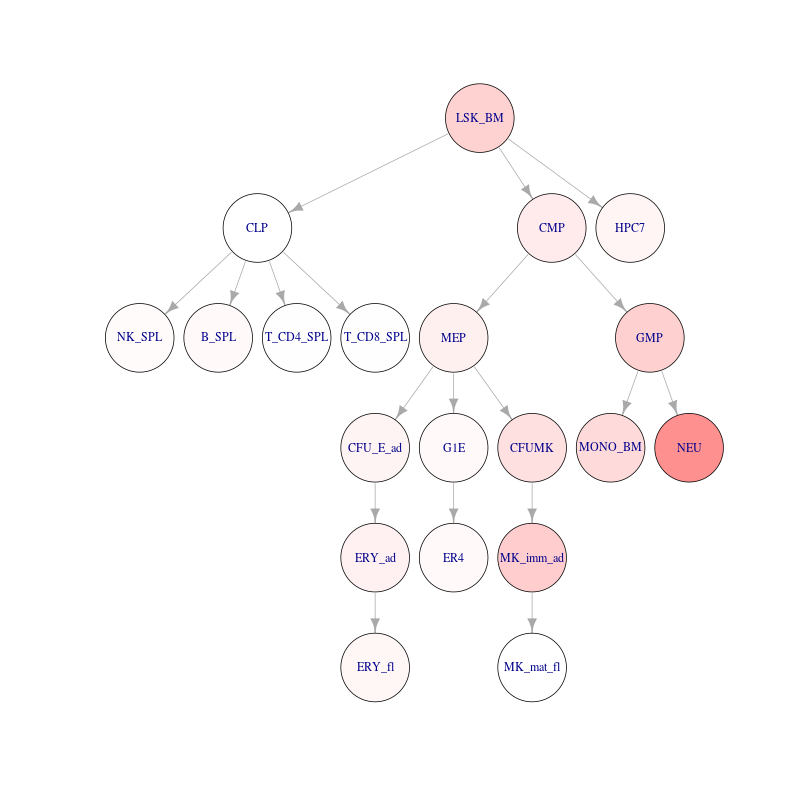 LSK_BM
CLP
CMP
HPC7
NK_SPL
B_SPL
T_CD4_SPL
T_CD8_SPL
MEP
GMP
CFU_E_ad
G1E
CFUMK
MONO_BM
NEU
ERY_ad
ER4
MK_imm_ad
ERY_fl
MK_mat_fl